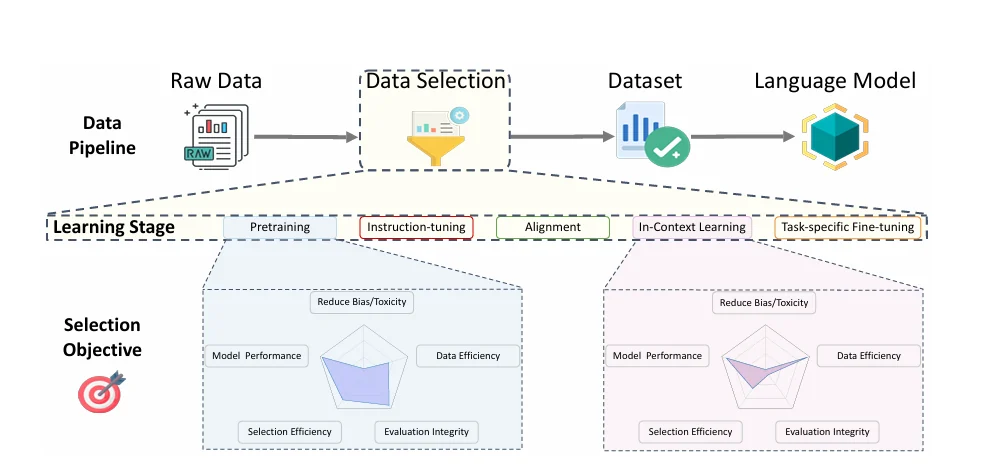 Raw Data
Data Selection
Dataset
Language Model
Data
Pipeline
RAW
Learning Stage
Pretraining
Instruction-tuning
Alignment
In-Context Learning
Task-specific Fine-tuning
Selection
Objective
Reduce Bias/Toxicity
Model Performance
Data Efficiency
Selection Efficiency
Evaluation Integrity
Reduce Bias/Toxicity
Model Performance
Data Efficiency
Selection Efficiency
Evaluation Integrity